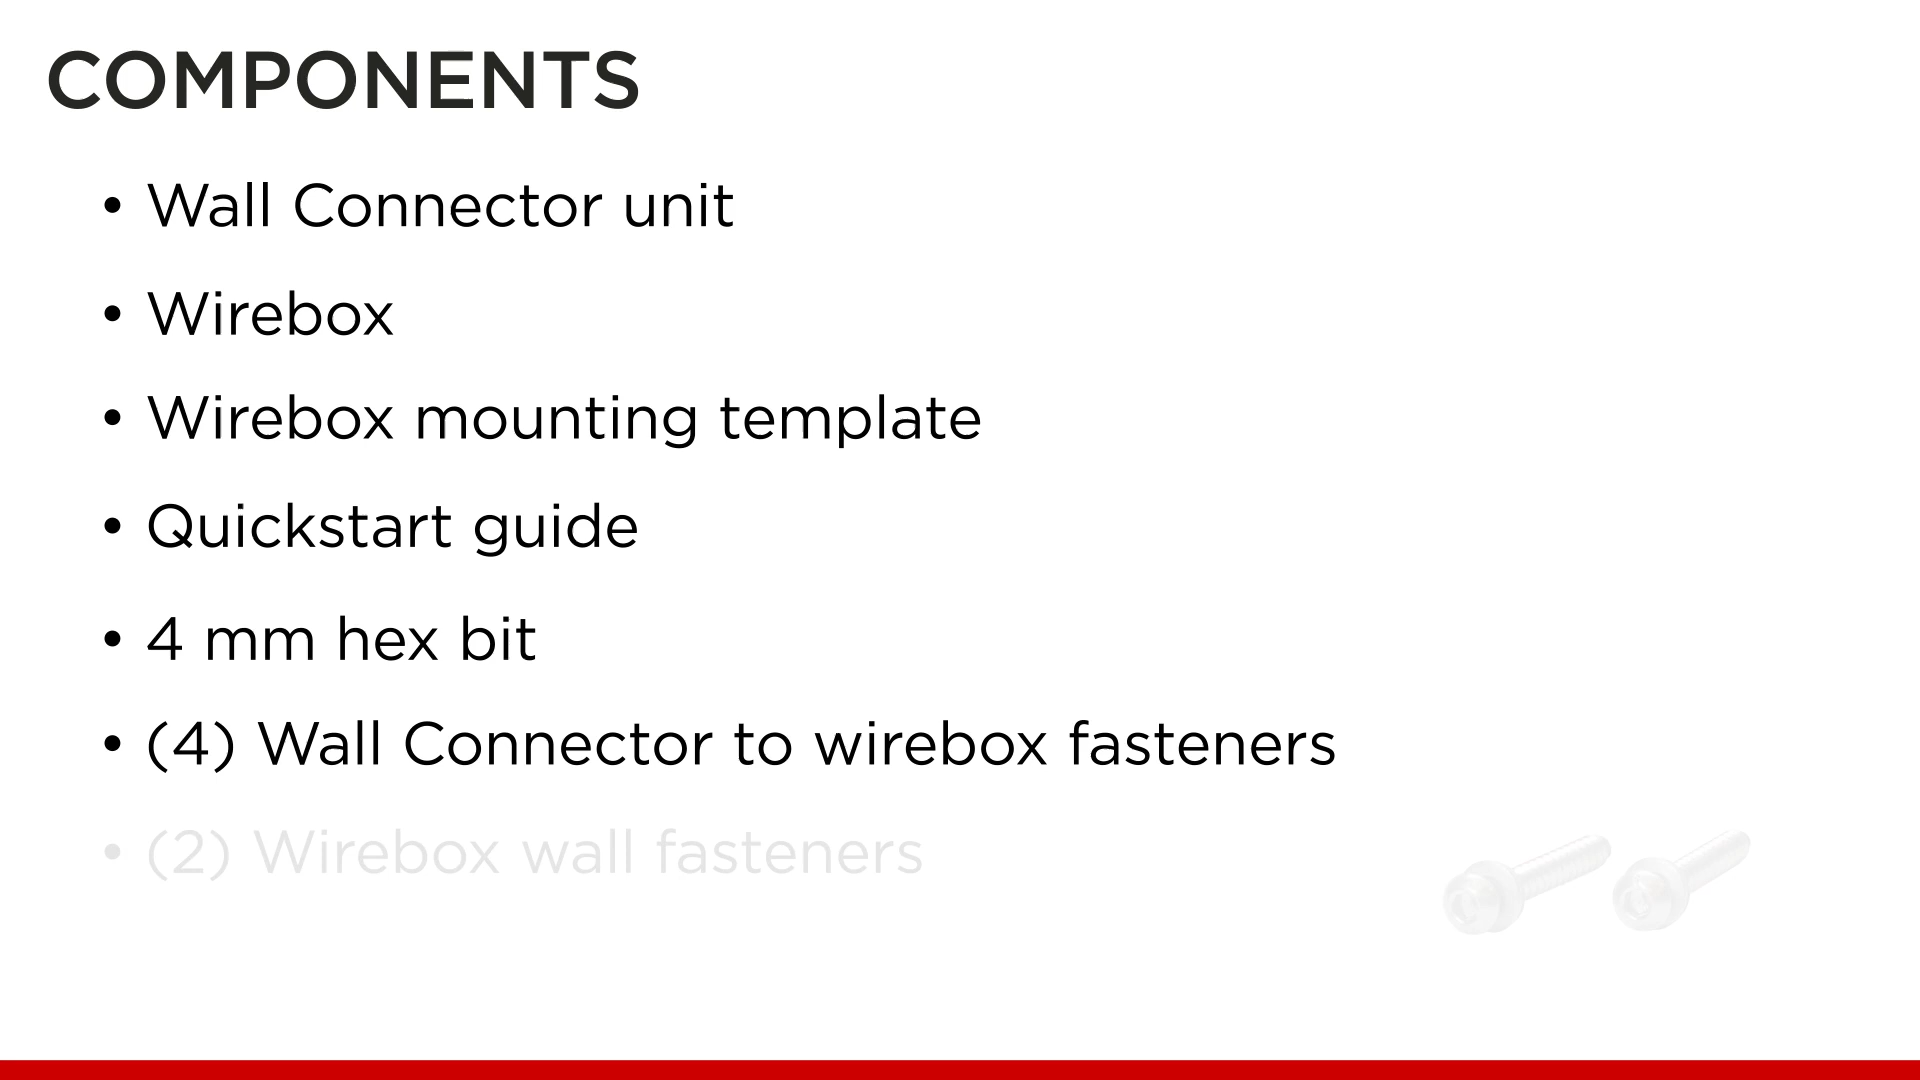 COMPONENTS
• Wall Connector unit
• Wirebox
• Wirebox mounting template
• Quickstart guide
• 4 mm hex bit
• (4) Wall Connector to wirebox fasteners
• (2) Wirebox wall fasteners